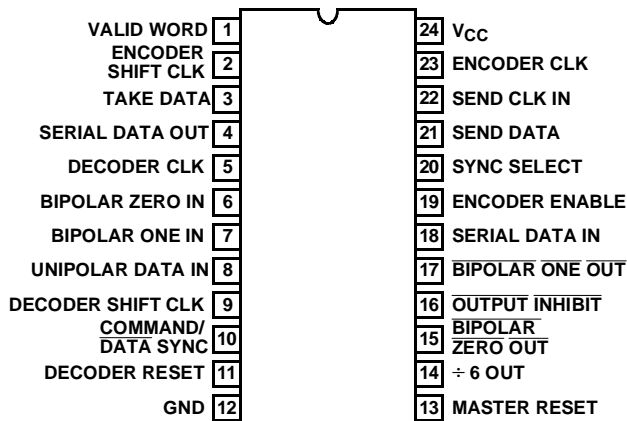 VALID WORD 1
ENCODER
SHIFT CLK 2
TAKE DATA 3
SERIAL DATA OUT 4
DECODER CLK 5
BIPOLAR ZERO IN 6
BIPOLAR ONE IN 7
UNIPOLAR DATA IN 8
DECODER SHIFT CLK 9
COMMAND/
DATA SYNC 10
DECODER RESET 11
GND 12
24 VCC
23 ENCODER CLK
22 SEND CLK IN
21 SEND DATA
20 SYNC SELECT
19 ENCODER ENABLE
18 SERIAL DATA IN
17 BIPOLAR ONE OUT
16 OUTPUT INHIBIT
15 BIPOLAR
ZERO OUT
14 ÷ 6 OUT
13 MASTER RESET